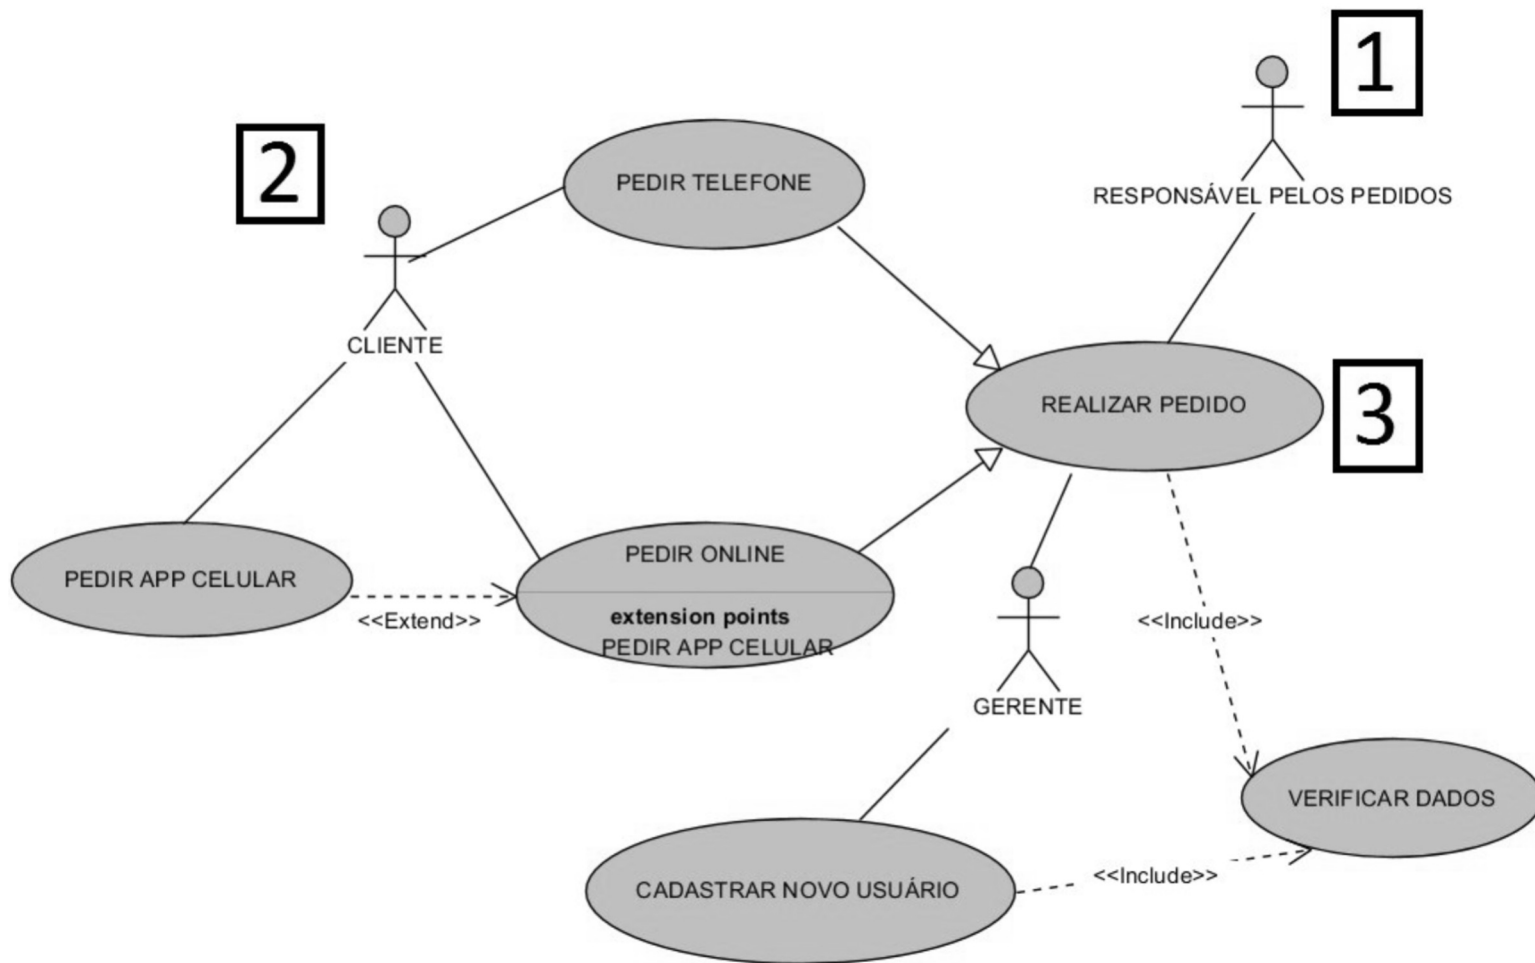 1
2
PEDIR TELEFONE
RESPONSÁVEL PELOS PEDIDOS
CLIENTE
REALIZAR PEDIDO
3
PEDIR ONLINE
PEDIR APP CELULAR
extension points
<<Extend>>
<<Include>>
PEDIR APP CELULAR
GERENTE
VERIFICAR DADOS
<<Include>>
CADASTRAR NOVO USUÁRIO